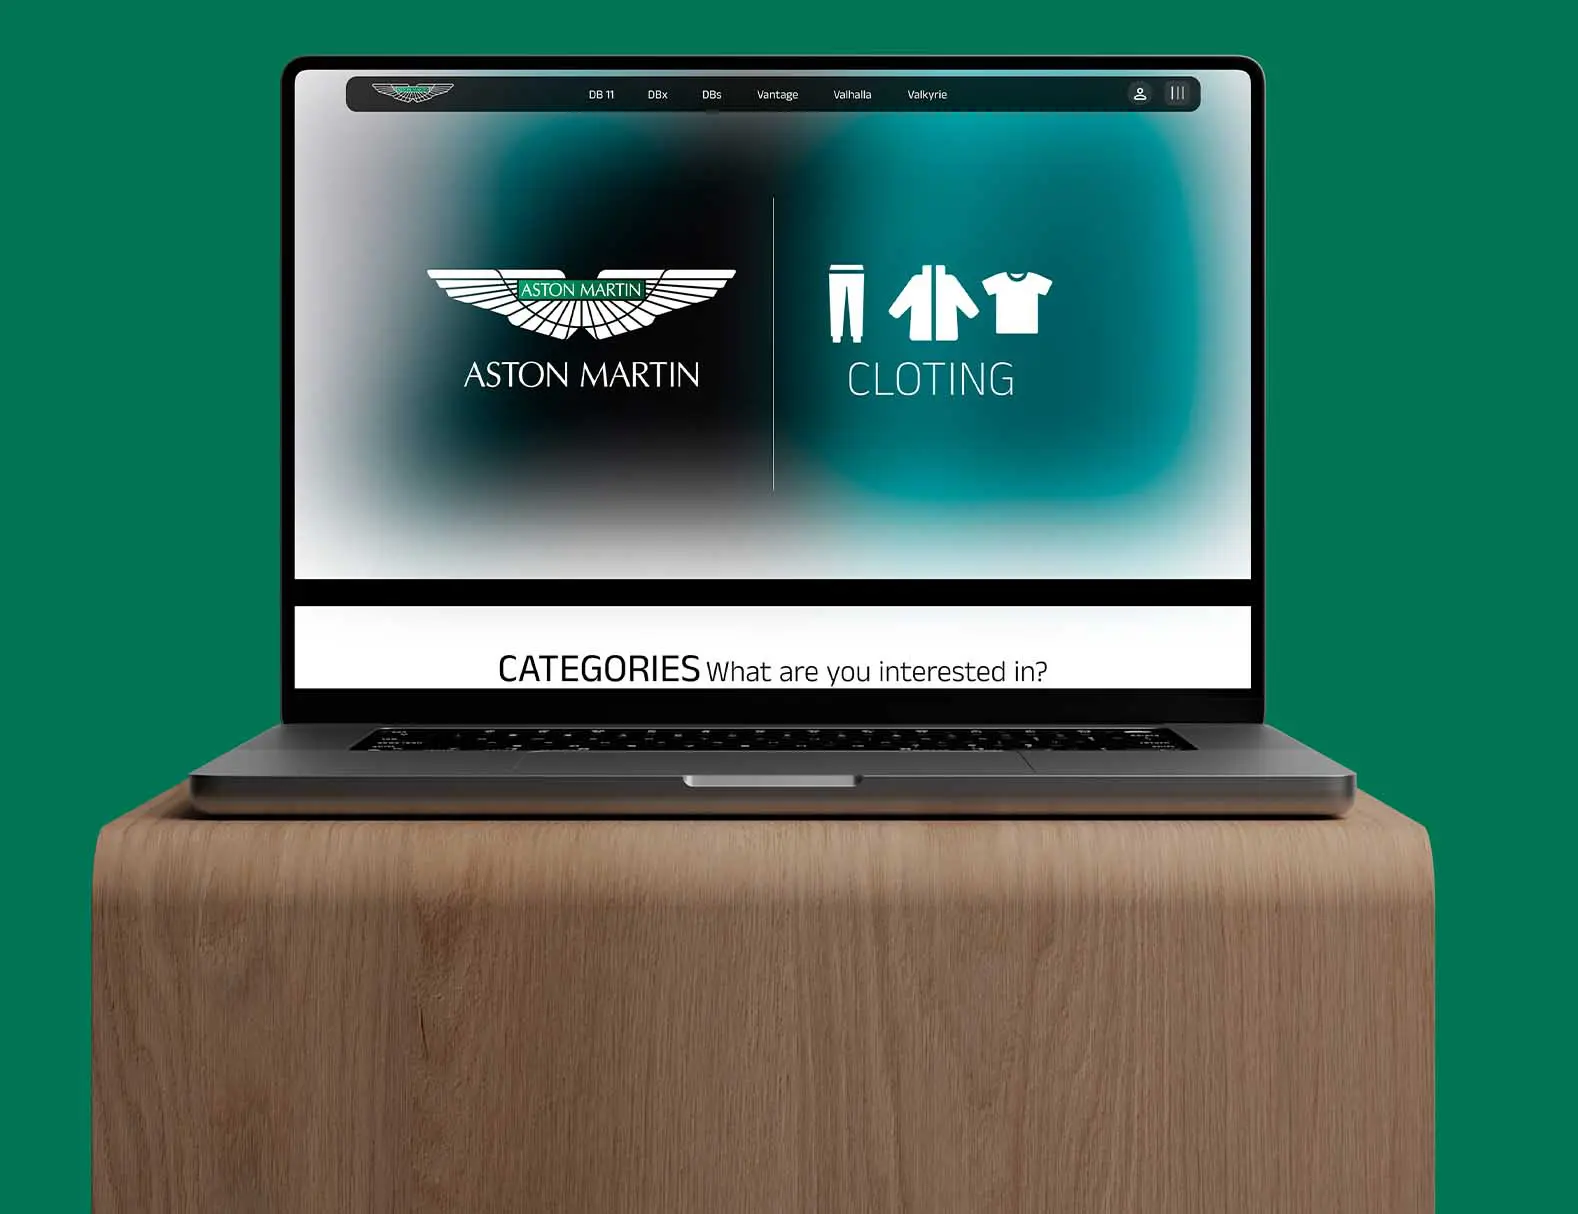 DB 11 DBx DBs Vantage Valhalla Valkyrie
ASTON MARTIN
ASTON MARTIN
CLOTING
CATEGORIES What are you interested in?